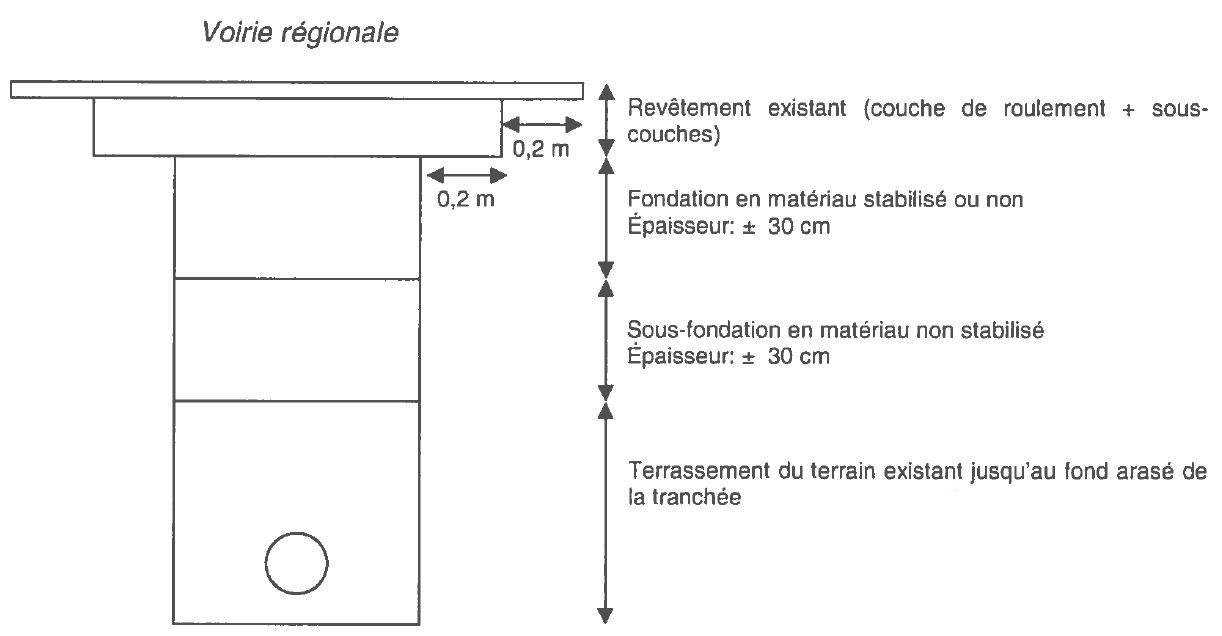 Voirie régionale
Revêtement existant (couche de roulement + sous-
couches)
0,2 m
0,2 m
Fondation en matériau stabilisé ou non
Épaisseur: ± 30 cm
Sous-fondation en matériau non stabilisé
Épaisseur: ± 30 cm
Terrassement du terrain existant jusqu'au fond arasé de
la tranchée